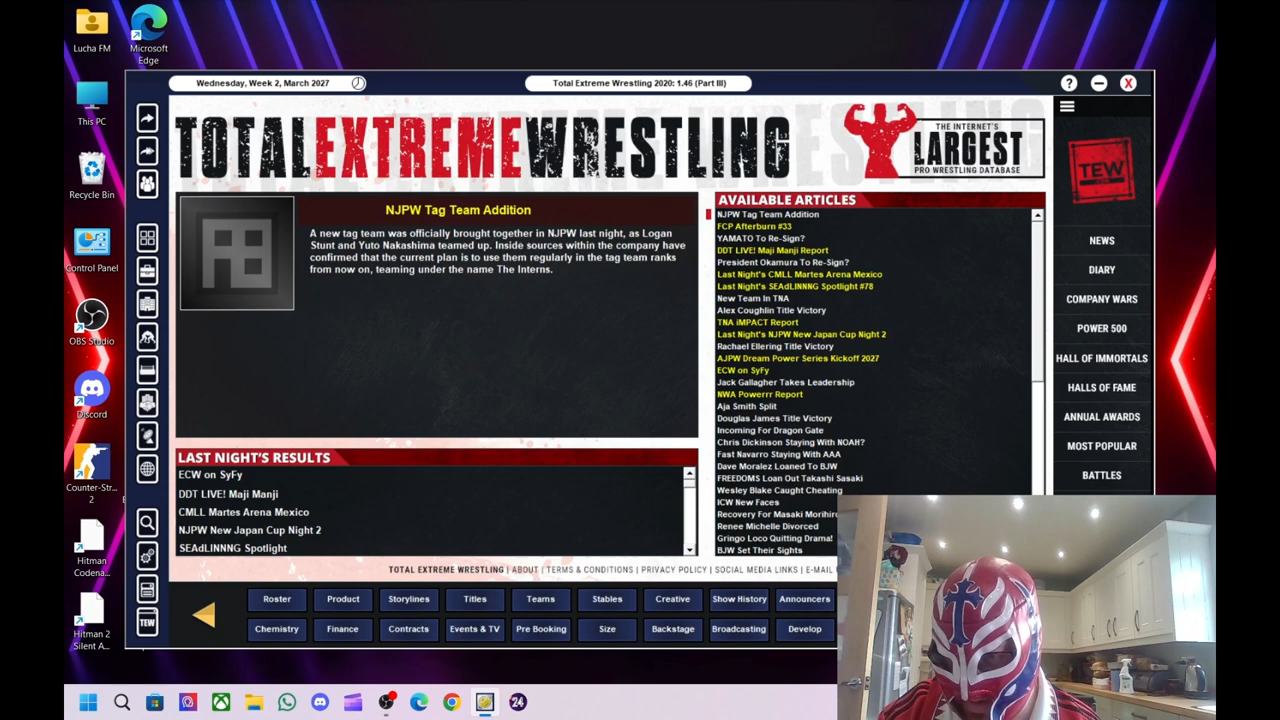 Lucha FM
Microsoft
Edge
This PC
Recycle Bin
Control Panel
OBS Studio
Discord
Counter-Str...
2
Hitman
Codena...
Hitman 2
Silent A...
Wednesday, Week 2, March 2027
Total Extreme Wrestling 2020: 1.46 (Part III)
?
X
TOTALEXTREMEWRESTLING
THE INTERNET'S
LARGEST
PRO WRESTLING DATABASE
TEW
NJPW Tag Team Addition
A new tag team was officially brought together in NJPW last night, as Logan
Stunt and Yuto Nakashima teamed up. Inside sources within the company have
confirmed that the current plan is to use them regularly in the tag team ranks
from now on, teaming under the name The Interns.
LAST NIGHT'S RESULTS
ECW on SyFy
DDT LIVE! Maji Manji
CMLL Martes Arena Mexico
NJPW New Japan Cup Night 2
SEAdLINNNG Spotlight
AVAILABLE ARTICLES
NJPW Tag Team Addition
FCP Afterburn #33
YAMATO To Re-Sign?
DDT LIVE! Maji Manji Report
President Okamura To Re-Sign?
Last Night's CMLL Martes Arena Mexico
Last Night's SEAdLINNNG Spotlight #78
New Team In TNA
Alex Coughlin Title Victory
TNA iMPACT Report
Last Night's NJPW New Japan Cup Night 2
Rachael Ellering Title Victory
AJPW Dream Power Series Kickoff 2027
ECW on SyFy
Jack Gallagher Takes Leadership
NWA Powerrr Report
Aja Smith Split
Douglas James Title Victory
Incoming For Dragon Gate
Chris Dickinson Staying With NOAH?
Fast Navarro Staying With AAA
Dave Moralez Loaned To BJW
FREEDOMS Loan Out Takashi Sasaki
Wesley Blake Caught Cheating
ICW New Faces
Recovery For Masaki Morihiro
Renee Michelle Divorced
Gringo Loco Quitting Drama!
BJW Set Their Sights
NEWS
DIARY
COMPANY WARS
POWER 500
HALL OF IMMORTALS
HALLS OF FAME
ANNUAL AWARDS
MOST POPULAR
BATTLES
TOTAL EXTREME WRESTLING | ABOUT | TERMS & CONDITIONS | PRIVACY POLICY | SOCIAL MEDIA LINKS | E-MAIL
Roster Product Storylines Titles Teams Stables Creative Show History Announcers
Chemistry Finance Contracts Events & TV Pre Booking Size Backstage Broadcasting Develop
TEW
24